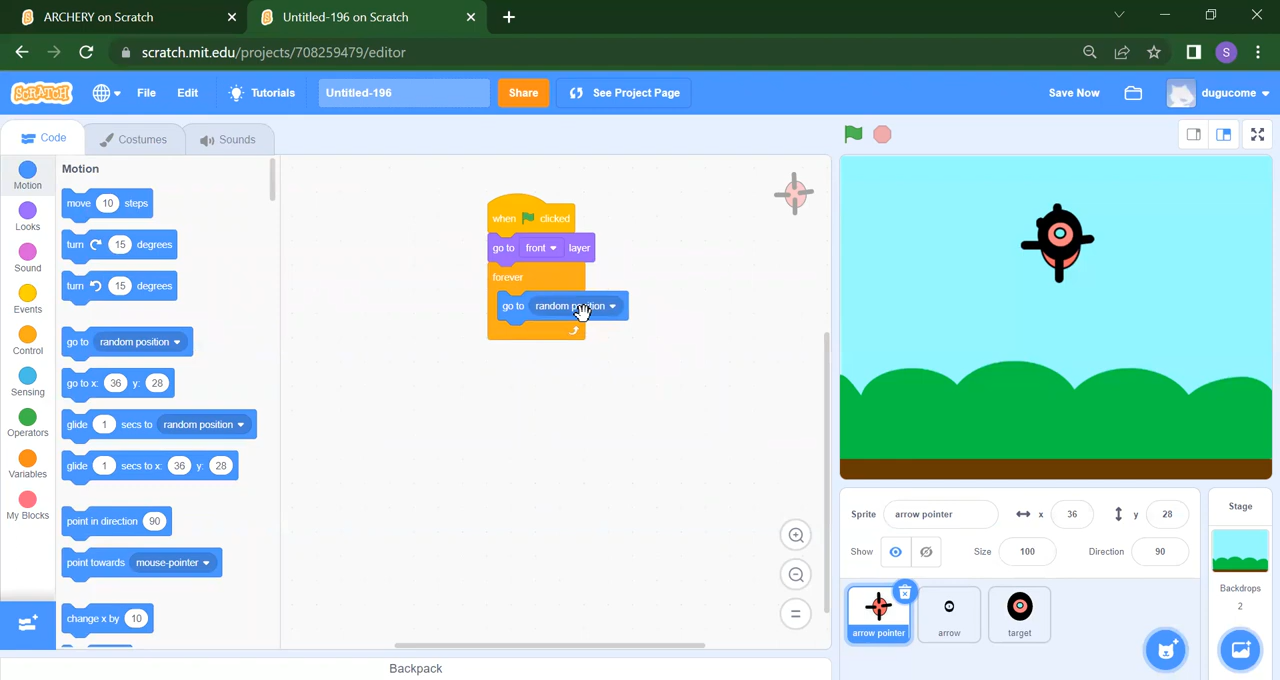 ARCHERY on Scratch
Untitled-196 on Scratch
scratch.mit.edu/projects/708259479/editor
S
SCRATCH
File
Edit
Tutorials
Untitled-196
Share
See Project Page
Save Now
dugucome
Code
Costumes
Sounds
Motion
Looks
Sound
Events
Control
Sensing
Operators
Variables
My Blocks
Motion
move 10 steps
turn 15 degrees
turn 15 degrees
go to random position
go to x: 36 y: 28
glide 1 secs to random position
glide 1 secs to x: 36 y: 28
point in direction 90
point towards mouse-pointer
change x by 10
when clicked
go to front layer
forever
go to random position
Backpack
Sprite arrow pointer x 36 y 28
Show Size 100 Direction 90
arrow pointer
arrow
target
Stage
Backdrops
2